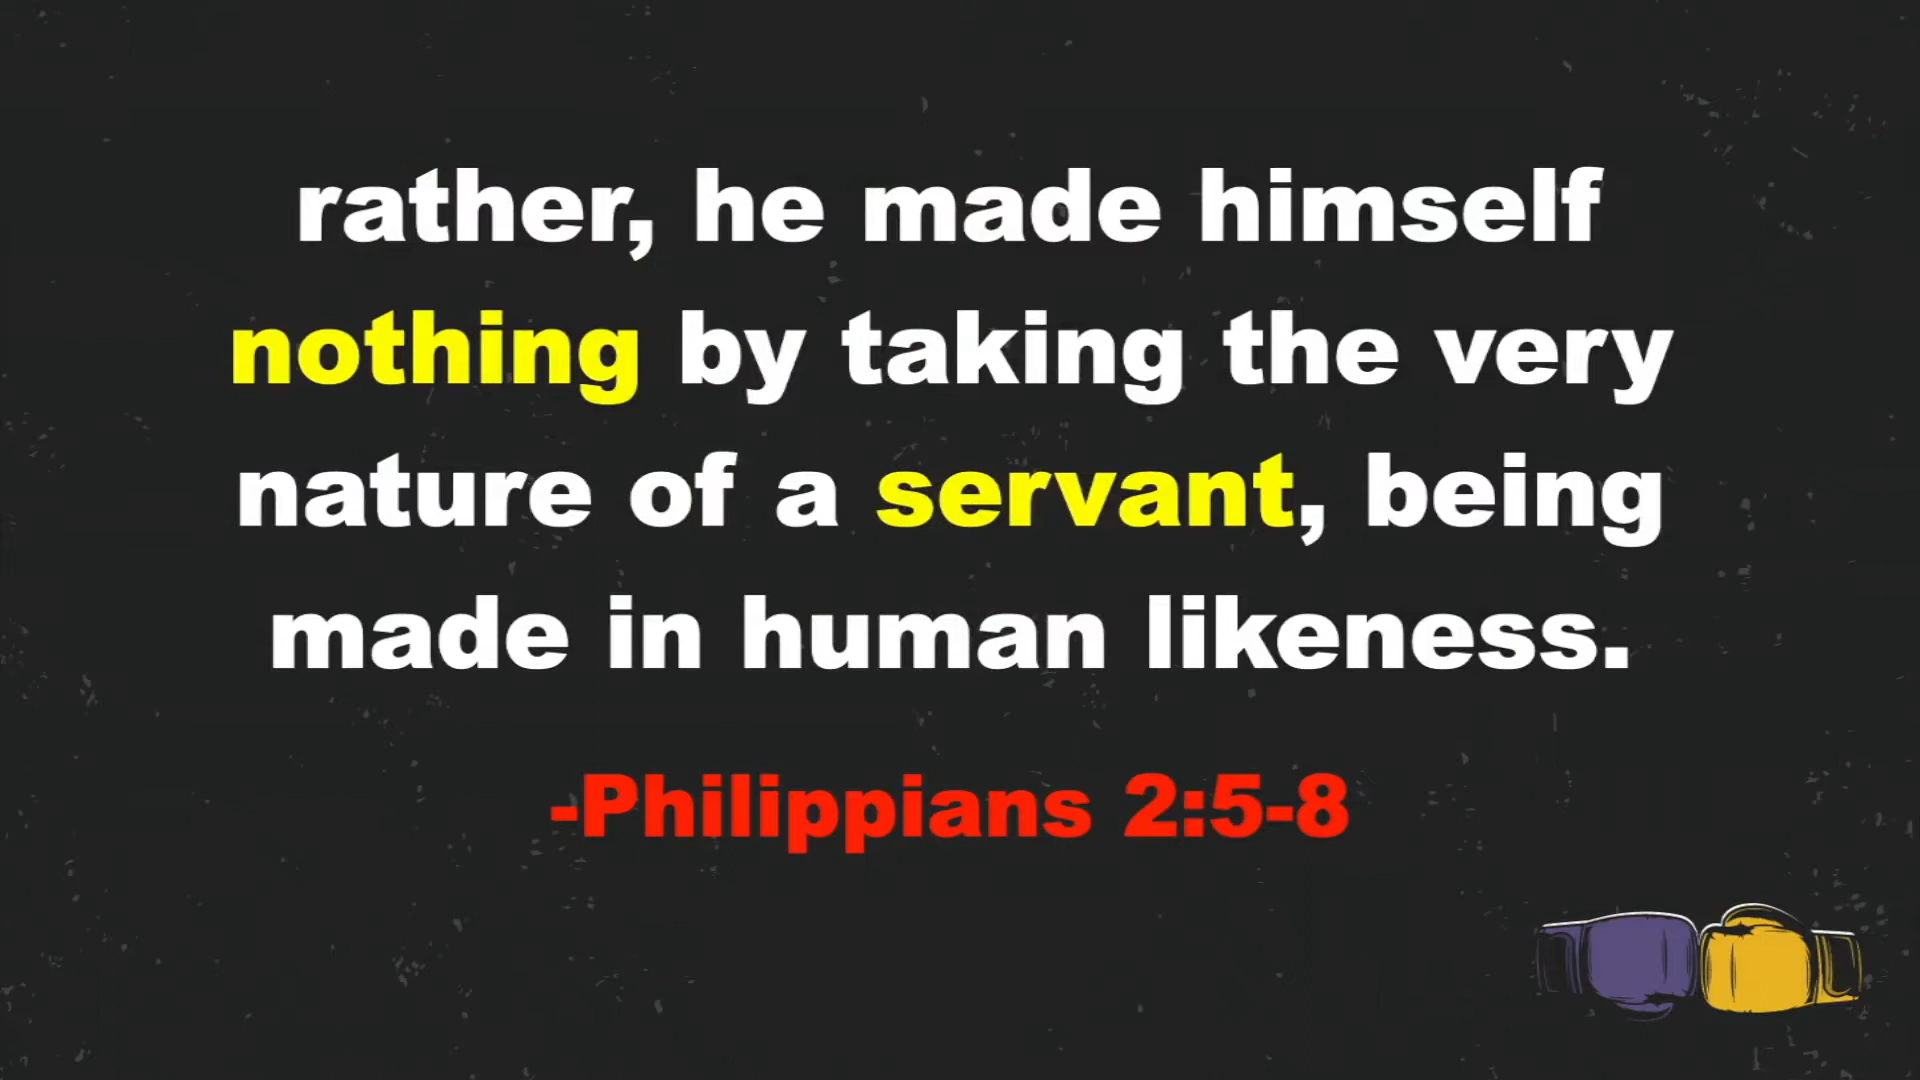 rather, he made himself
nothing by taking the very
nature of a servant, being
made in human likeness.
-Philippians 2:5-8